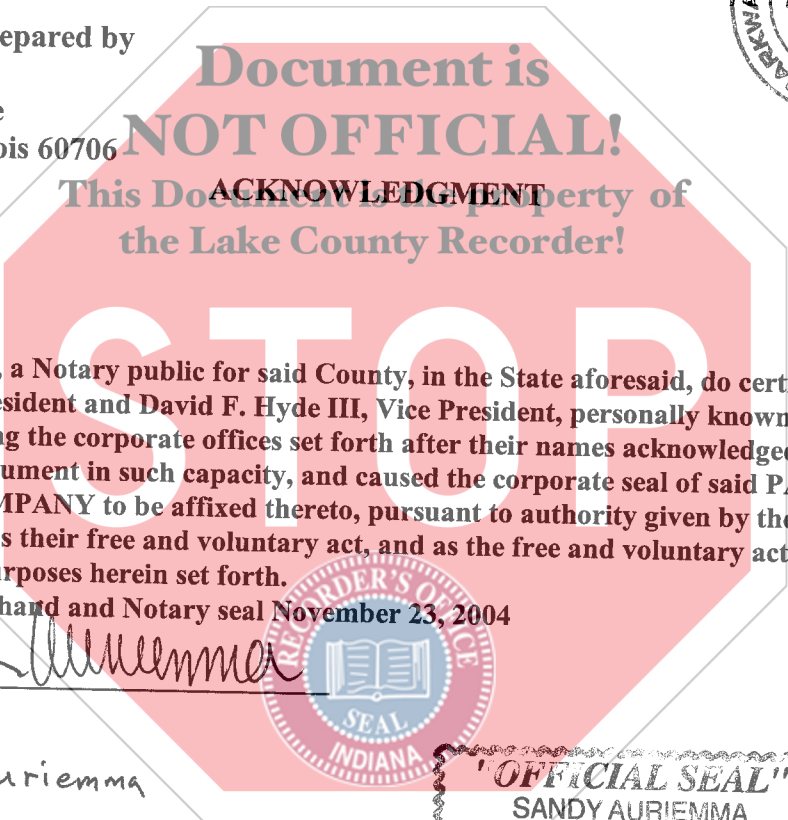 epared by
Document is
e
NOT OFFICIAL!
ois 60706
This Document is the property of
ACKNOWLEDGMENT
the Lake County Recorder!
STOP
, a Notary public for said County, in the State aforesaid, do cert
esident and David F. Hyde III, Vice President, personally known
ng the corporate offices set forth after their names acknowledged
ument in such capacity, and caused the corporate seal of said PA
MPANY to be affixed thereto, pursuant to authority given by the
s their free and voluntary act, and as the free and voluntary act
rposes herein set forth.
hand and Notary seal November 23, 2004
RECORDER'S OFFICE
SEAL
INDIANA
uriemma
"OFFICIAL SEAL"
SANDY AURIEMMA